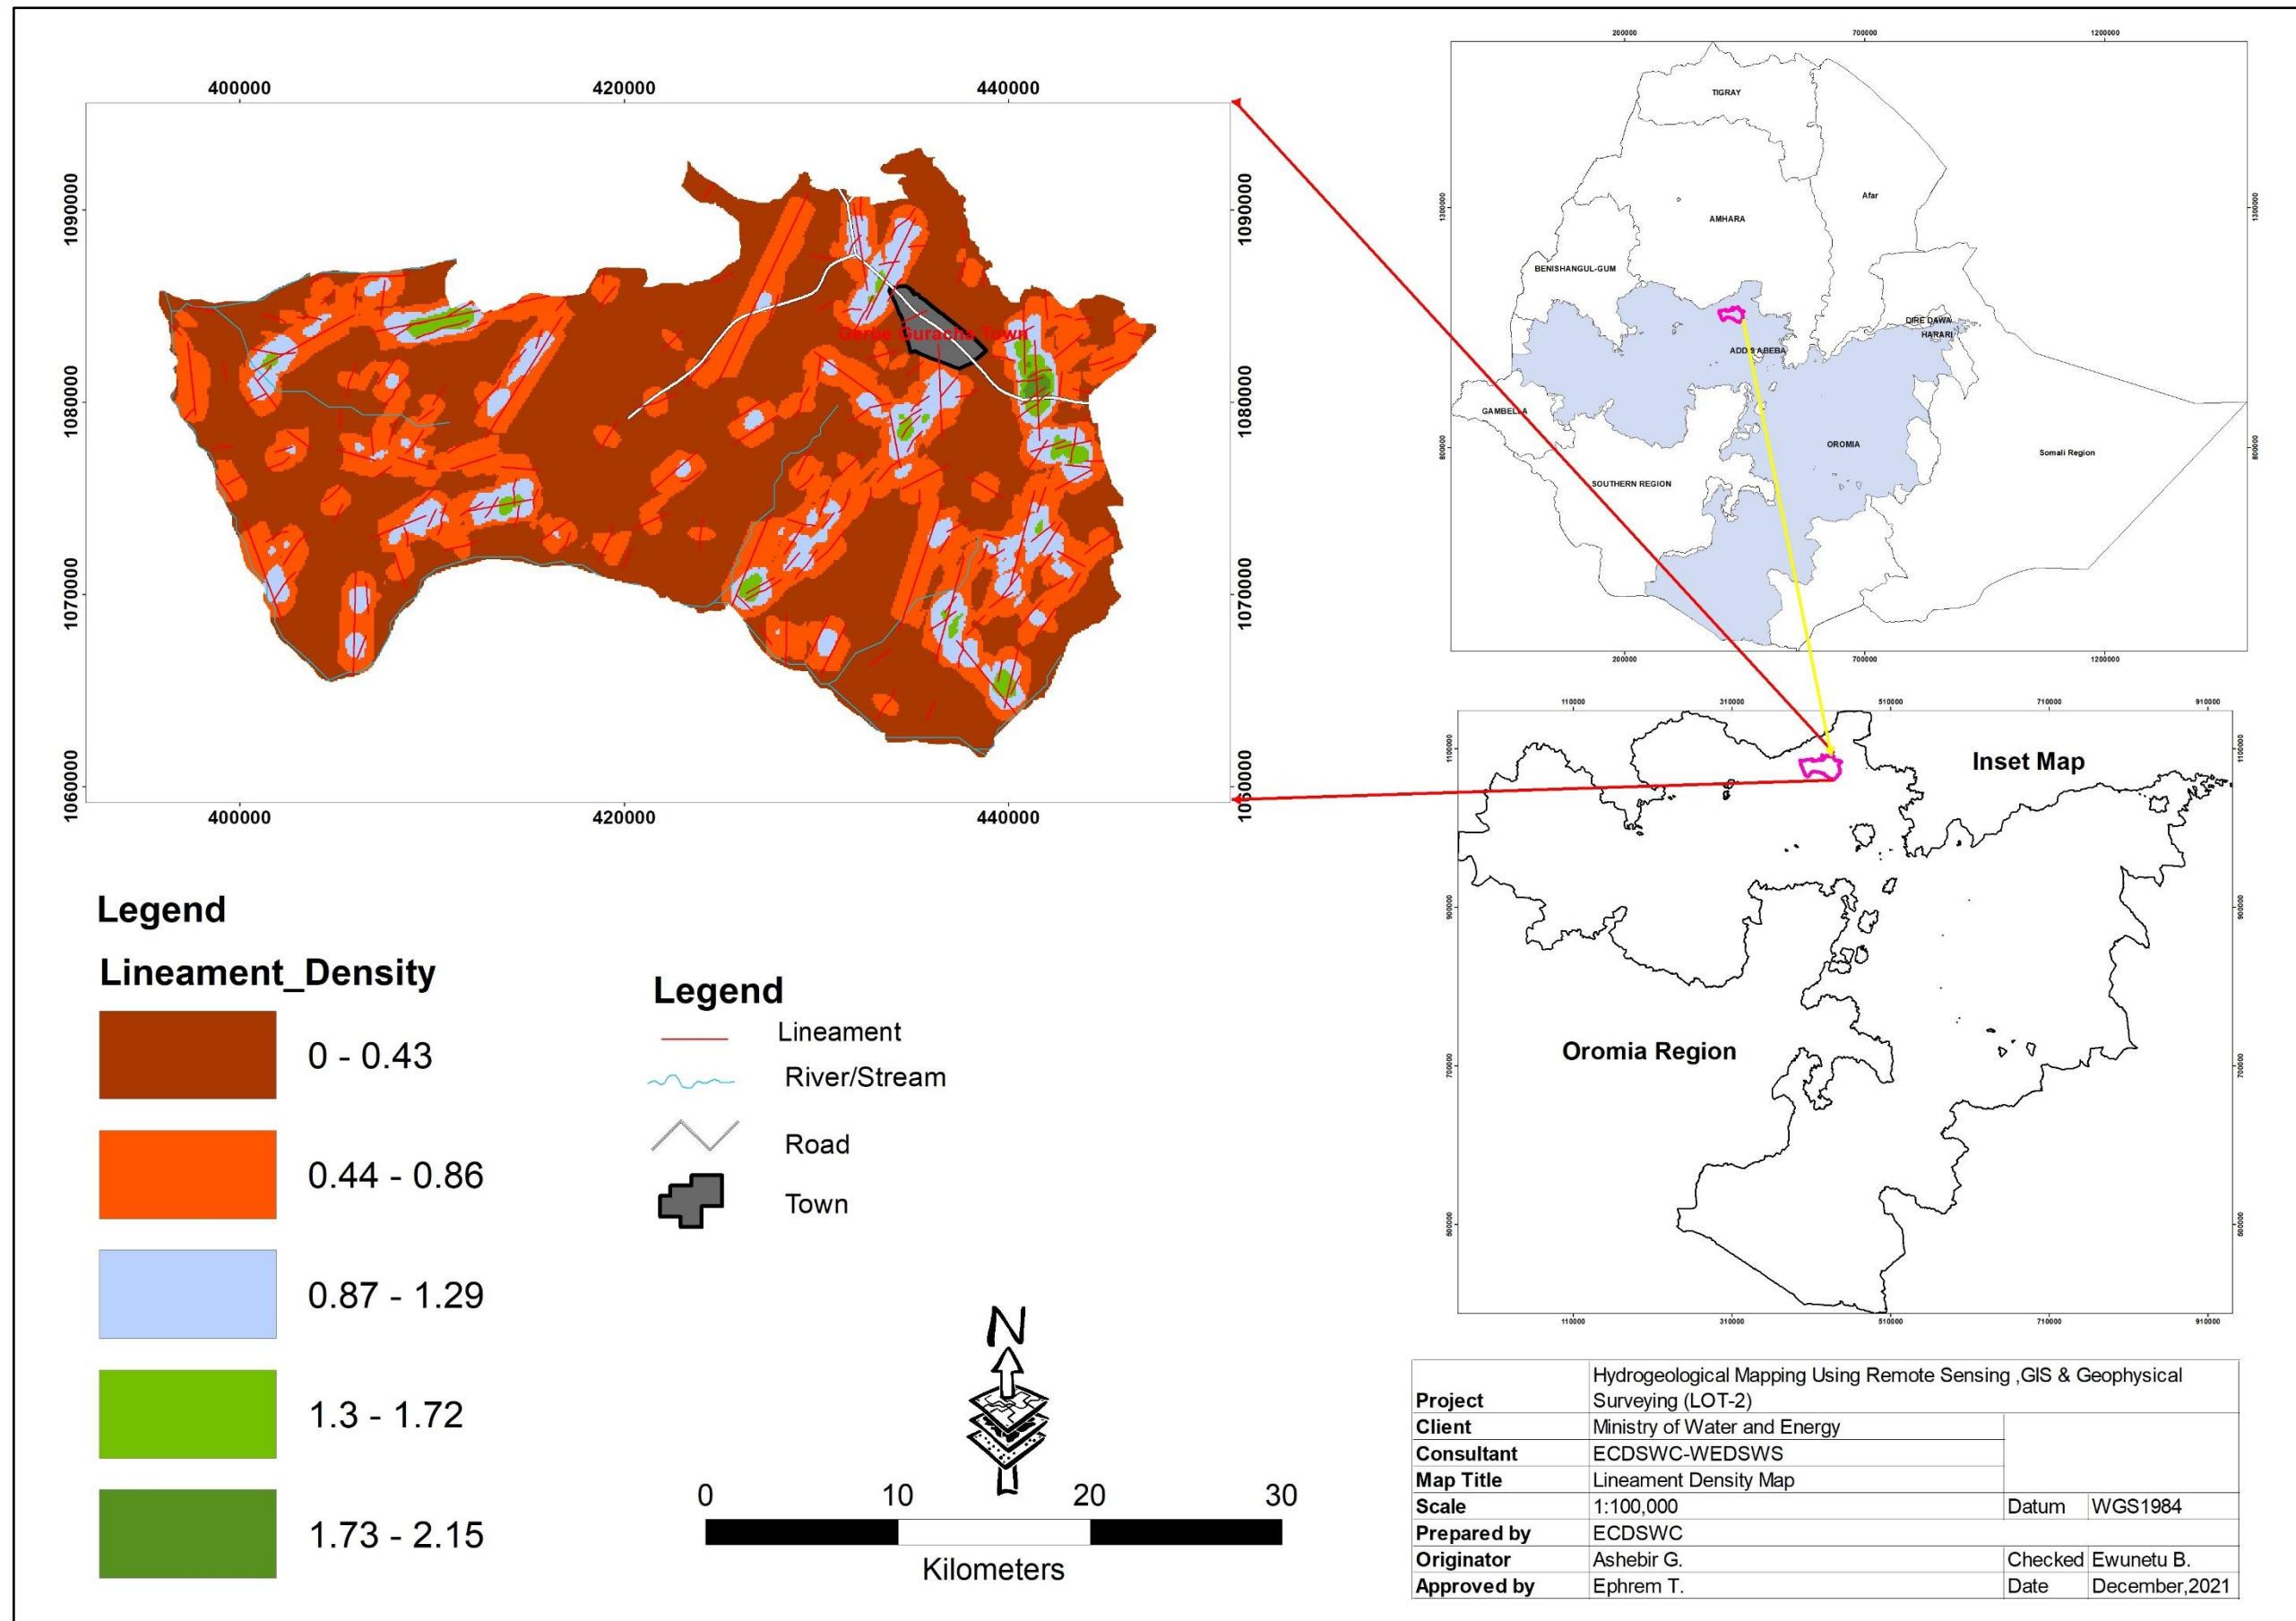 400000
420000
440000
1090000
1080000
1070000
1060000
1090000
1080000
1070000
1060000
400000
420000
440000
Gerbe Guracha Town
200000
700000
1200000
1300000
800000
1300000
800000
TIGRAY
Afar
AMHARA
BENISHANGUL-GUM
DIRE DAWA
HARARI
ADDIS ABEBA
GAMBELLA
OROMIA
Somali Region
SOUTHERN REGION
200000
700000
1200000
110000
310000
510000
710000
910000
1100000
900000
700000
500000
1100000
900000
700000
500000
Inset Map
Oromia Region
110000
310000
510000
710000
910000
Legend
Lineament_Density
0 - 0.43
0.44 - 0.86
0.87 - 1.29
1.3 - 1.72
1.73 - 2.15
Legend
Lineament
River/Stream
Road
Town
N
0 10 20 30
Kilometers
Project Hydrogeological Mapping Using Remote Sensing ,GIS & Geophysical
Surveying (LOT-2)
Client Ministry of Water and Energy
Consultant ECDSWC-WEDSWS
Map Title Lineament Density Map
Scale 1:100,000 Datum WGS1984
Prepared by ECDSWC
Originator Ashebir G. Checked Ewunetu B.
Approved by Ephrem T. Date December,2021